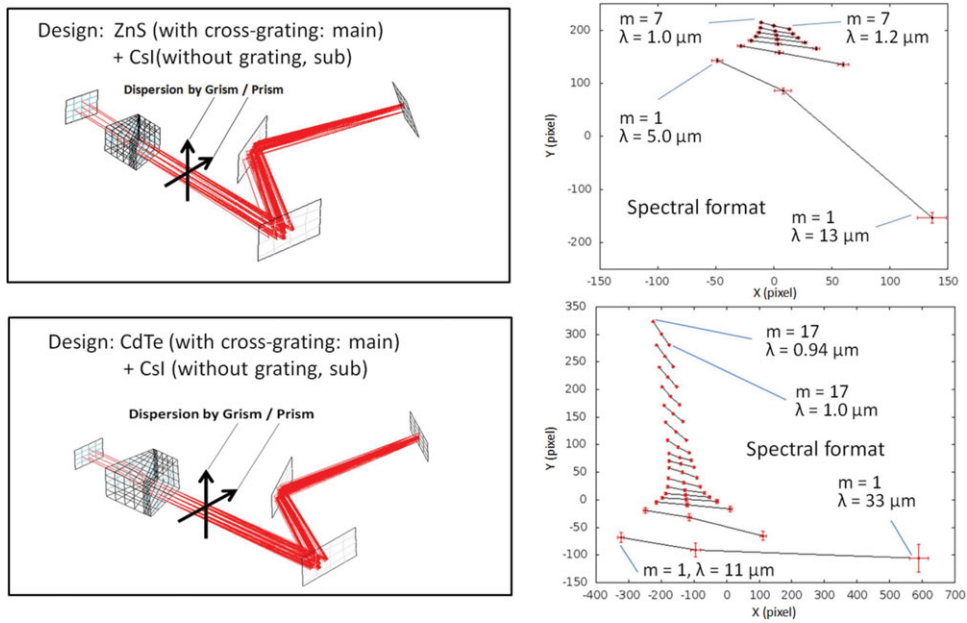 Design: ZnS (with cross-grating: main)
+ CsI(without grating, sub)
Dispersion by Grism / Prism
m = 7
λ = 1.0 μm
m = 7
λ = 1.2 μm
m = 1
λ = 5.0 μm
Spectral format
m = 1
λ = 13 μm
Y (pixel)
200
100
0
-100
-200
-150
-100
-50
0
50
100
150
X (pixel)
Design: CdTe (with cross-grating: main)
+ CsI (without grating, sub)
Dispersion by Grism / Prism
m = 17
λ = 0.94 μm
m = 17
λ = 1.0 μm
Spectral format
m = 1
λ = 33 μm
m = 1, λ = 11 μm
Y (pixel)
350
300
250
200
150
100
50
0
-50
-100
-150
-400 -300 -200 -100 0 100 200 300 400 500 600 700
X (pixel)